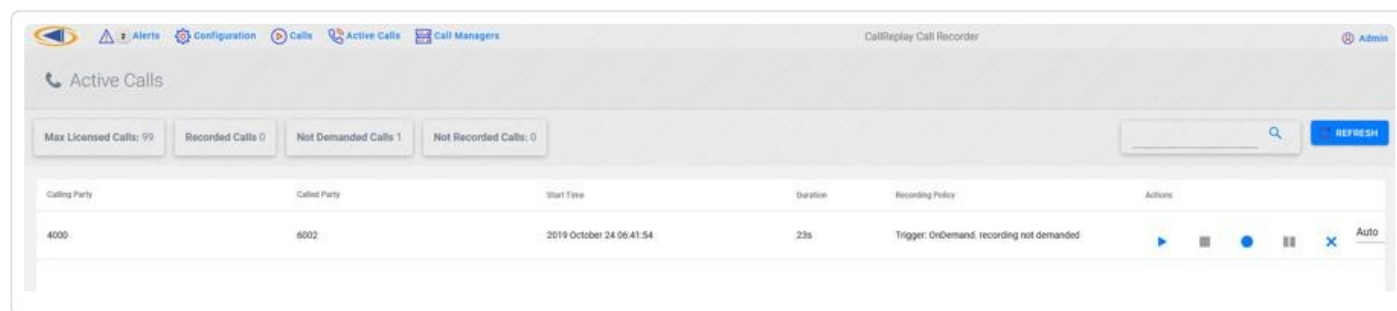 2 Alerts Configuration Calls Active Calls Call Managers CallReplay Call Recorder Admin
Active Calls
Max Licensed Calls: 99 Recorded Calls 0 Not Demanded Calls 1 Not Recorded Calls: 0 REFRESH
Calling Party Called Party Start Time Duration Recording Policy Actions
4000 6002 2019 October 24 06:41:54 23s Trigger: OnDemand. recording not demanded Auto